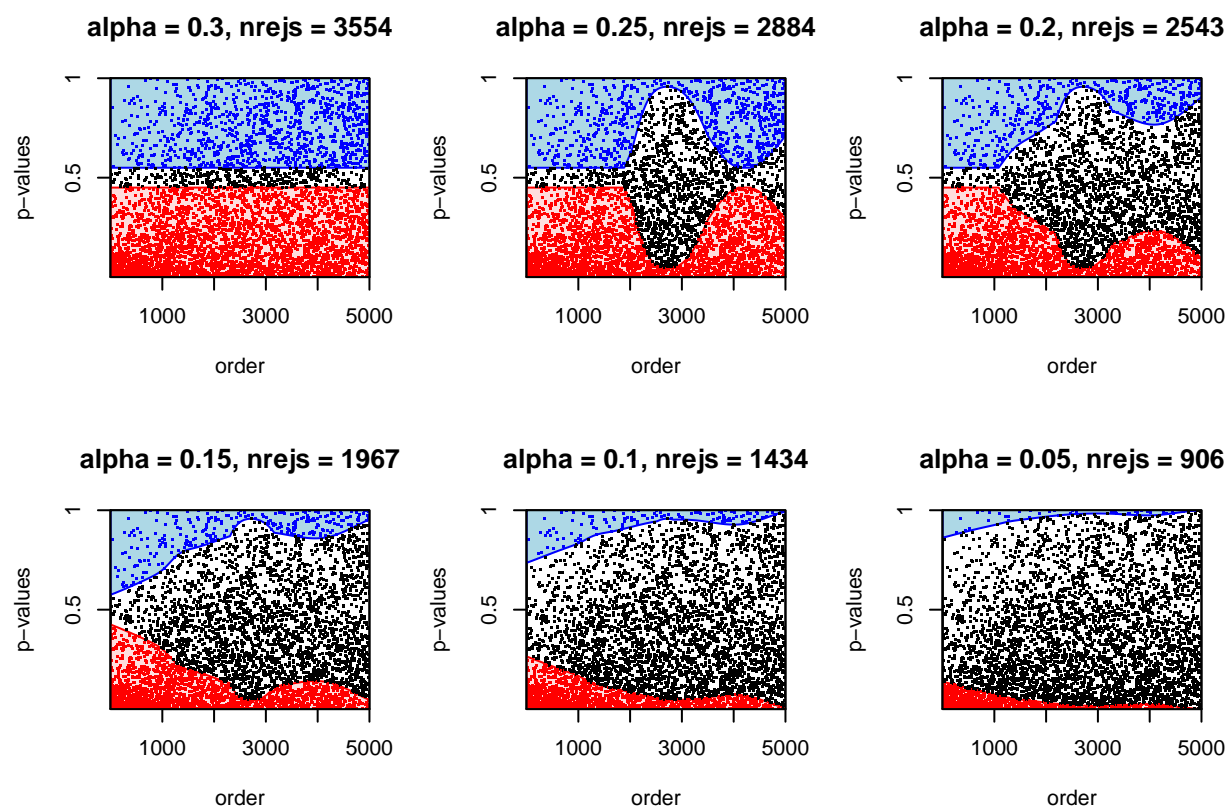 alpha = 0.3, nrejs = 3554
1
0.5
p−values
1000 3000 5000
order
alpha = 0.25, nrejs = 2884
1
0.5
p−values
1000 3000 5000
order
alpha = 0.2, nrejs = 2543
1
0.5
p−values
1000 3000 5000
order
alpha = 0.15, nrejs = 1967
1
0.5
p−values
1000 3000 5000
order
alpha = 0.1, nrejs = 1434
1
0.5
p−values
1000 3000 5000
order
alpha = 0.05, nrejs = 906
1
0.5
p−values
1000 3000 5000
order